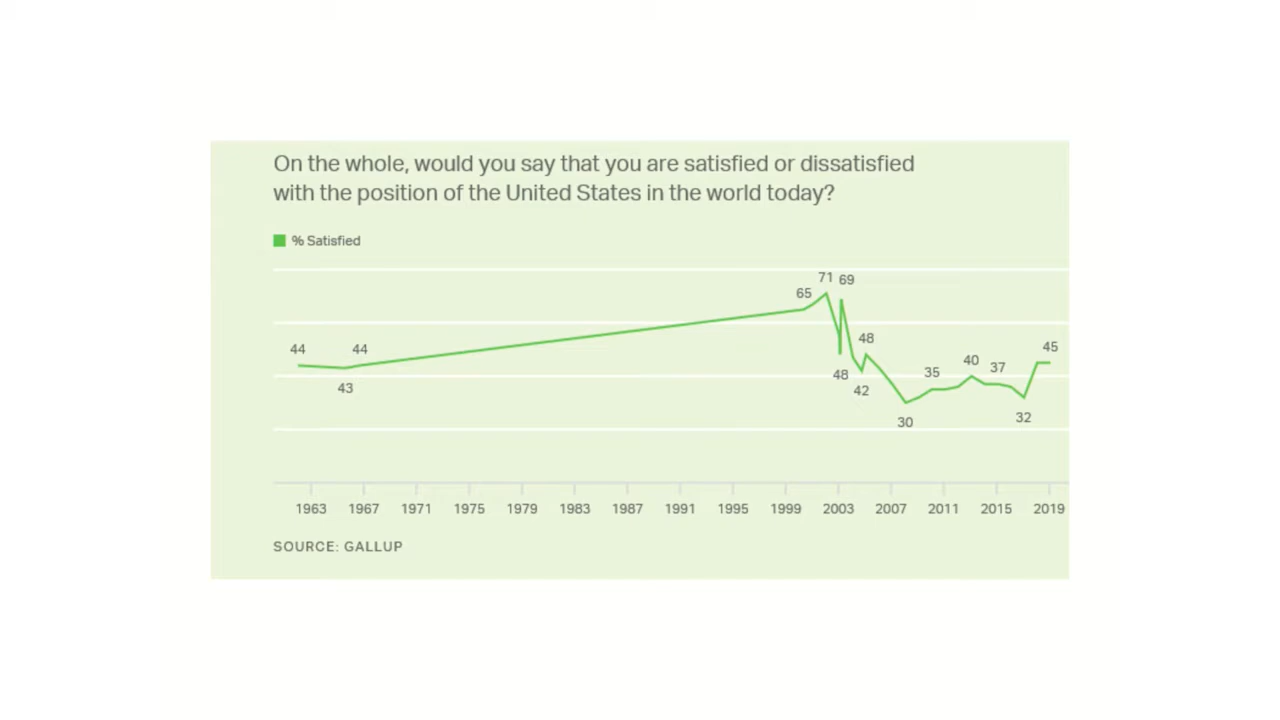 On the whole, would you say that you are satisfied or dissatisfied
with the position of the United States in the world today?
% Satisfied
71 69
65
48
44 44 45
43 48 42 35 40 37
30 32
1963 1967 1971 1975 1979 1983 1987 1991 1995 1999 2003 2007 2011 2015 2019
SOURCE: GALLUP